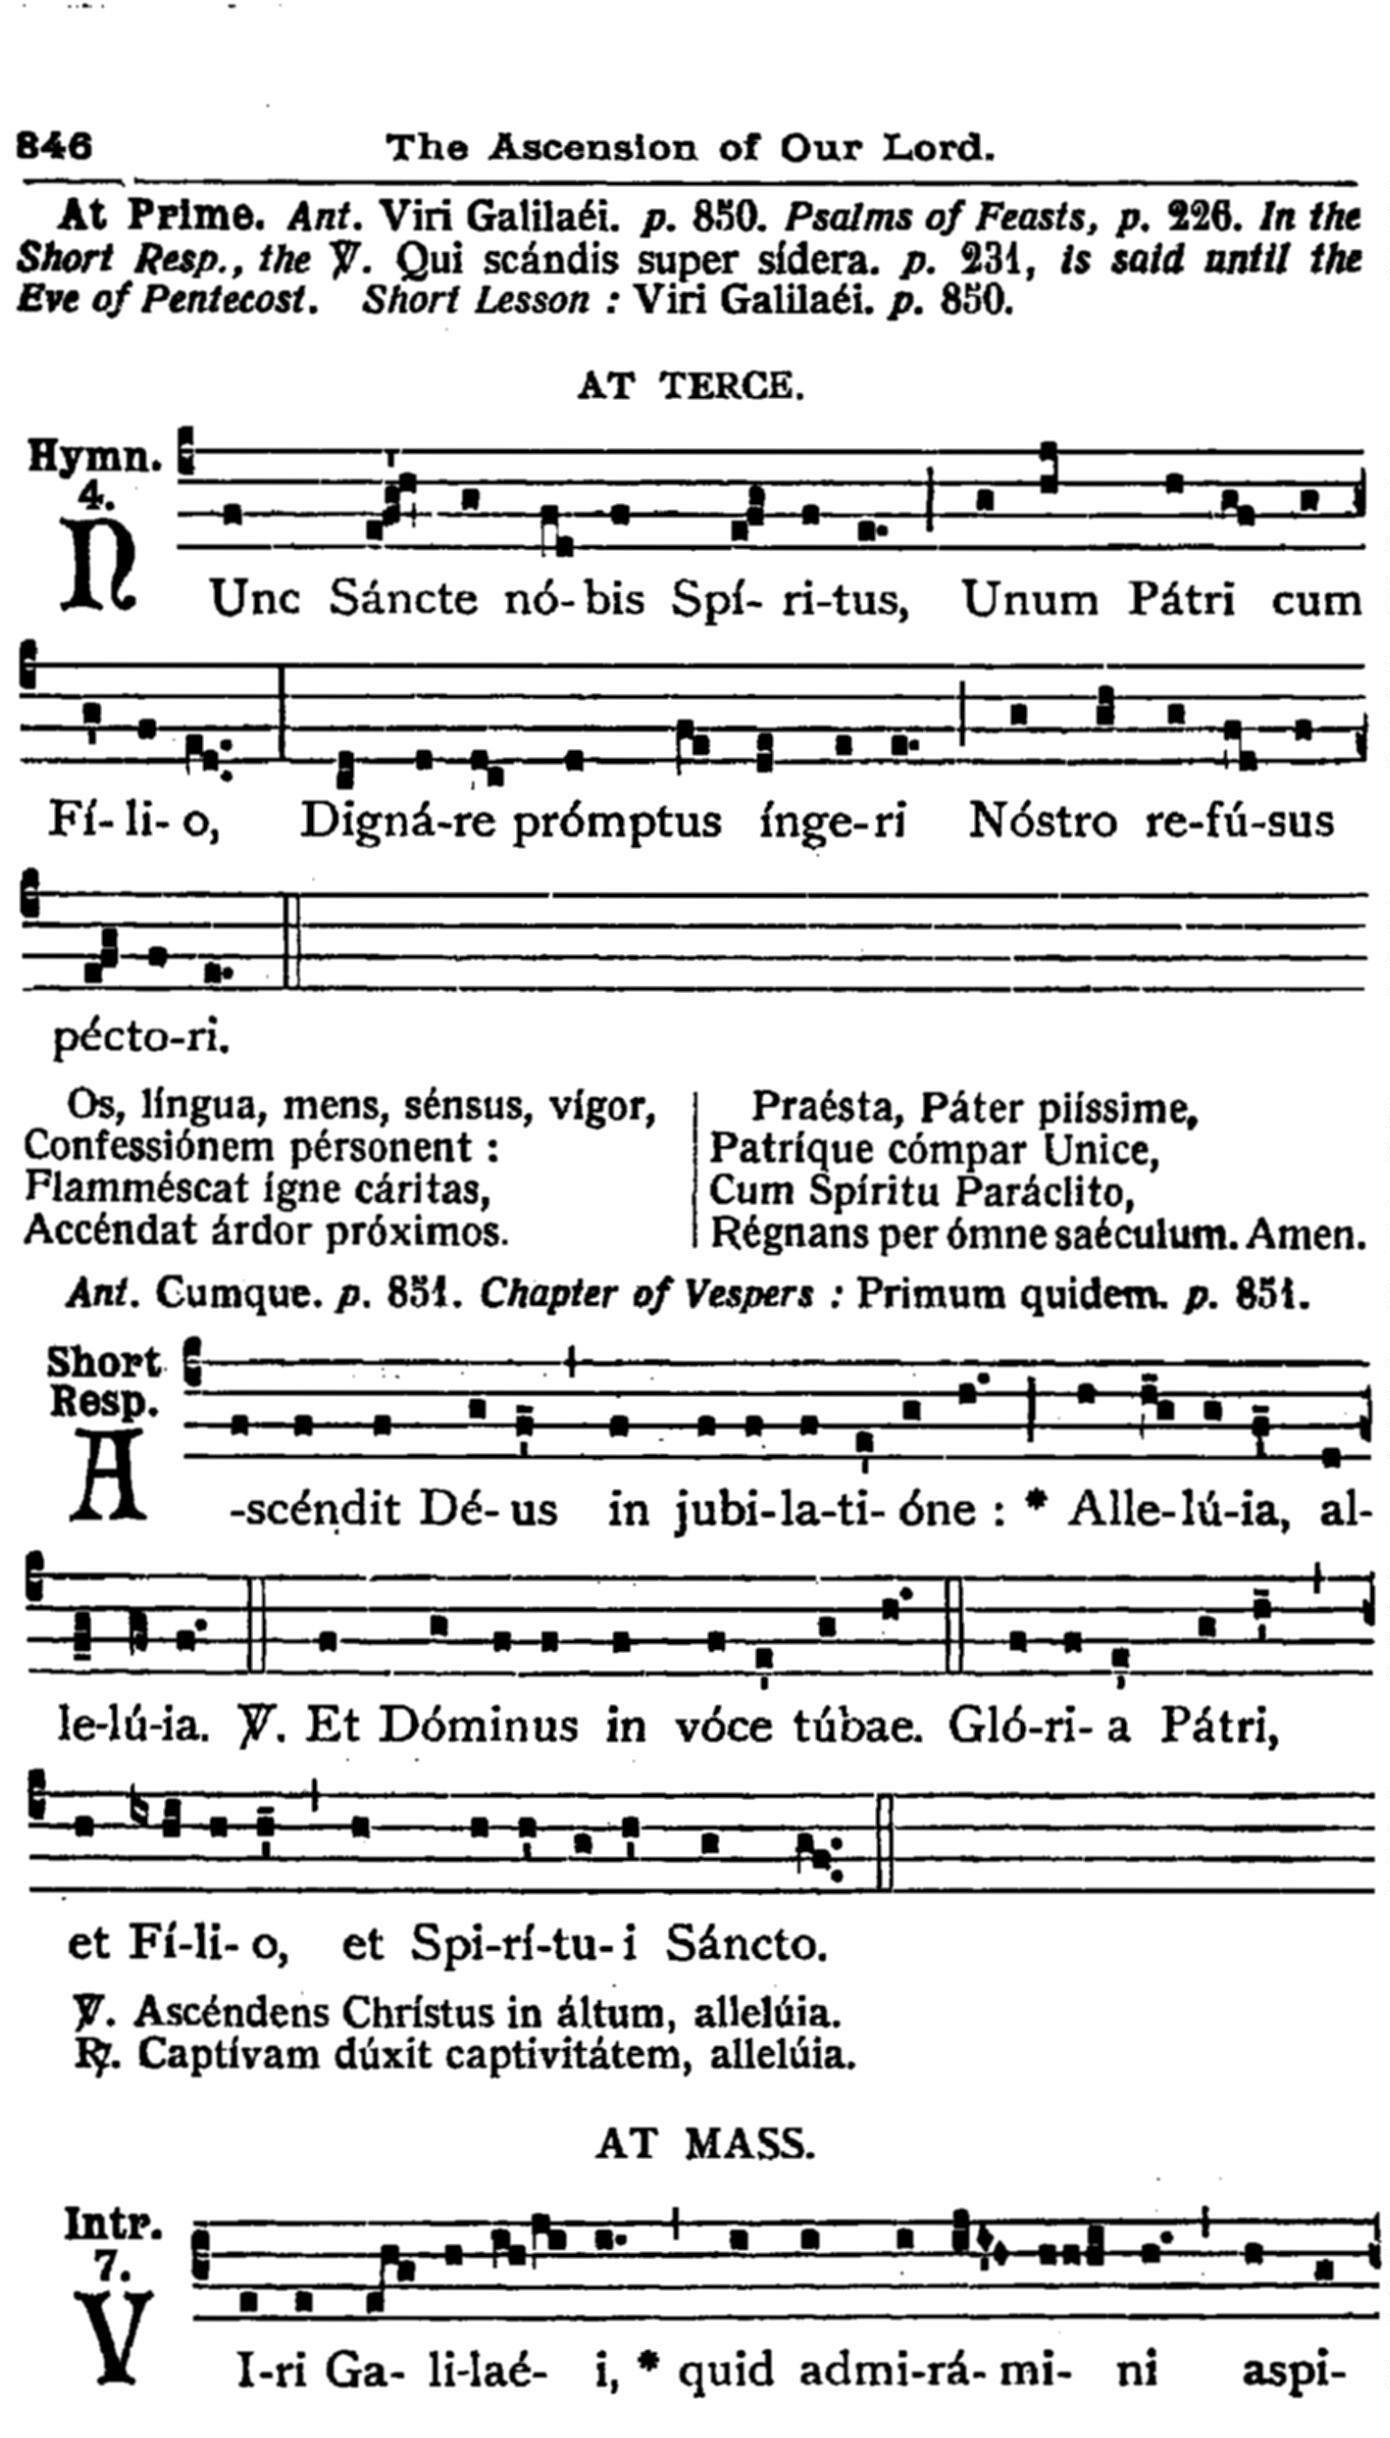 846 The Ascension of Our Lord.
At Prime. Ant. Viri Galilaéi. p. 850. Psalms of Feasts, p. 226. In the
Short Resp., the ℣. Qui scándis super sídera. p. 231, is said until the
Eve of Pentecost. Short Lesson : Viri Galilaéi. p. 850.
AT TERCE.
Hymn.
4.
NUnc Sáncte nó- bis Spí- ri-tus, Unum Pátri cum
Fí- li- o, Digná-re prómptus ínge-ri Nóstro re-fú-sus
pécto-ri.
Os, língua, mens, sénsus, vígor,
Confessiónem pérsonent :
Flamméscat ígne cáritas,
Accéndat árdor próximos.
Praésta, Páter piíssime,
Patríque cómpar Unice,
Cum Spíritu Paráclito,
Régnans per ómne saéculum. Amen.
Ant. Cumque. p. 851. Chapter of Vespers : Primum quidem. p. 851.
Short
Resp.
A-scéndit Dé- us in jubi-la-ti- óne : * Alle-lú-ia, al-
le-lú-ia. ℣. Et Dóminus in vóce túbae. Gló-ri- a Pátri,
et Fí-li- o, et Spi-rí-tu- i Sáncto.
℣. Ascéndens Chrístus in áltum, allelúia.
℟. Captívam dúxit captivitátem, allelúia.
AT MASS.
Intr.
7.
VI-ri Ga- li-laé- i, * quid admi-rá- mi- ni aspi-